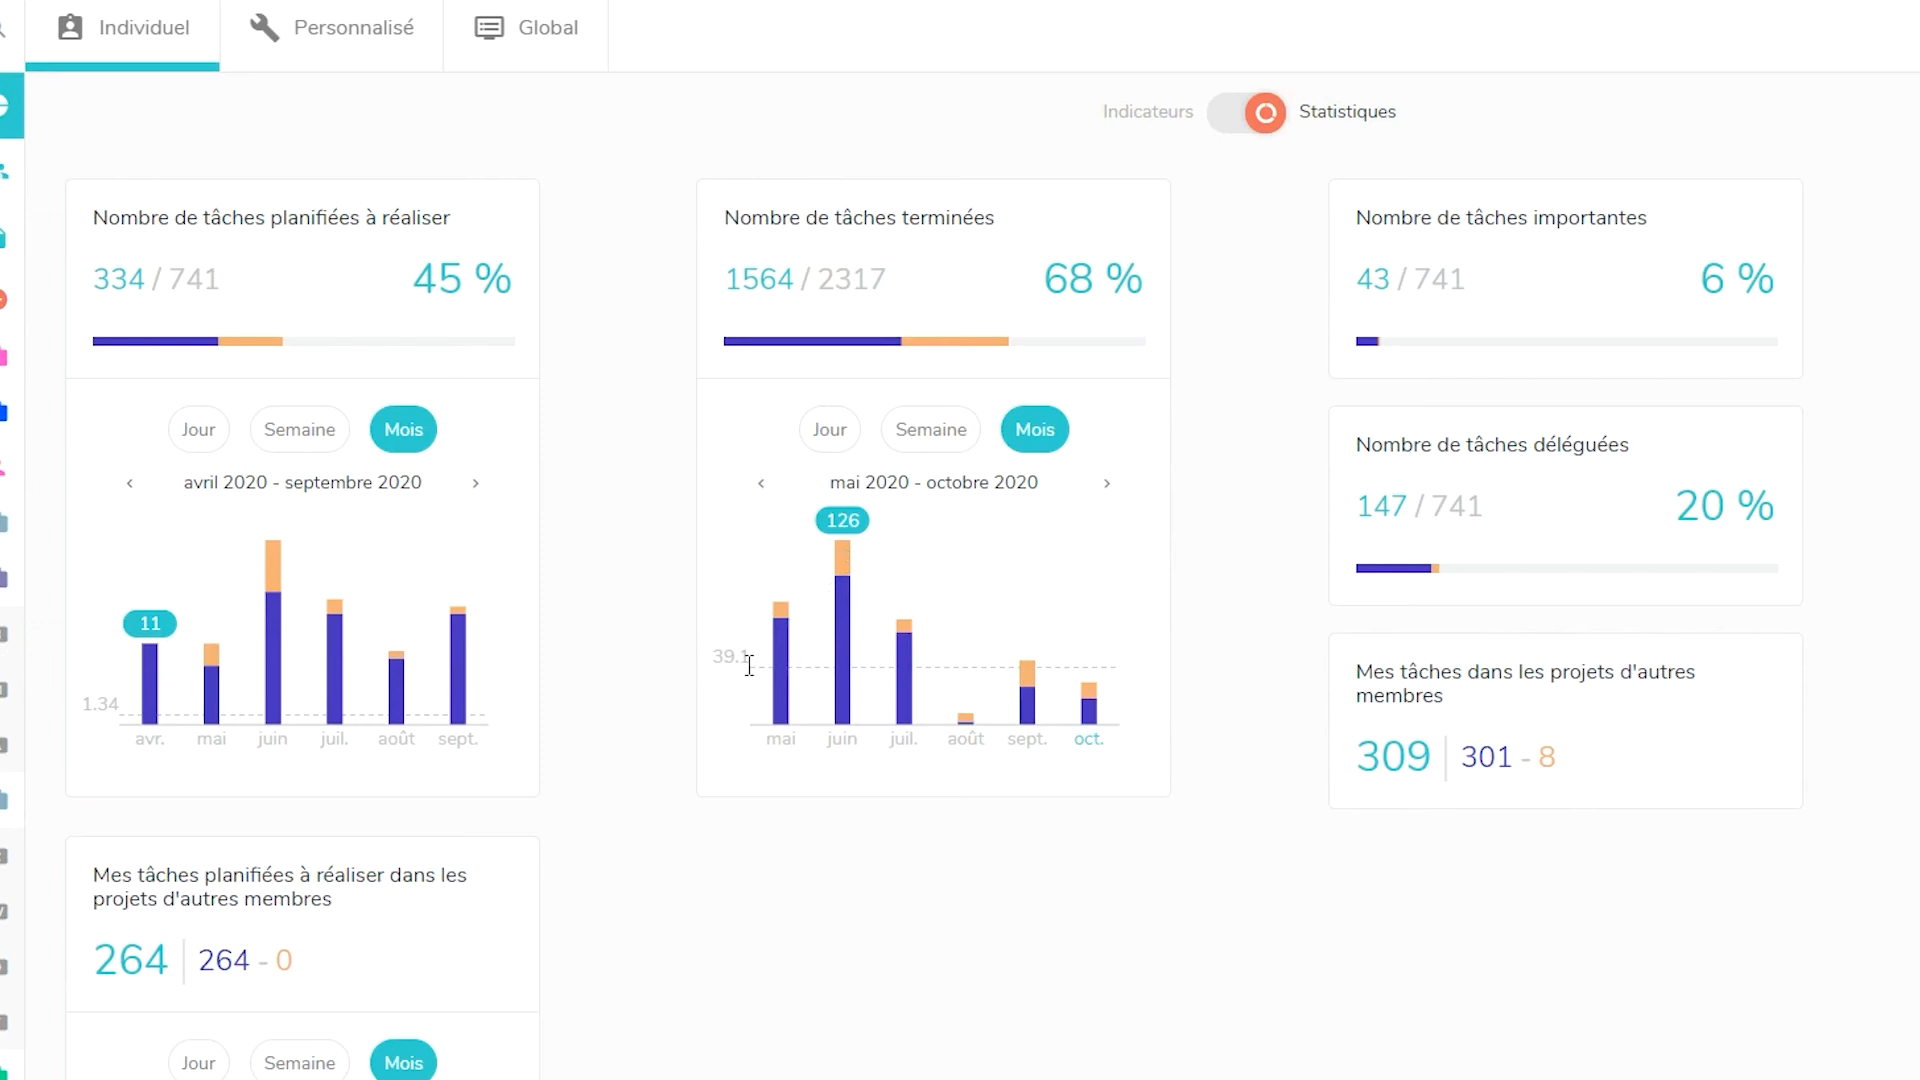 Individuel
Personnalisé
Global
Indicateurs
Statistiques
Nombre de tâches planifiées à réaliser
334 / 741
45 %
Jour
Semaine
Mois
avril 2020 - septembre 2020
11
1.34
avr.
mai
juin
juil.
août
sept.
Nombre de tâches terminées
1564 / 2317
68 %
Jour
Semaine
Mois
mai 2020 - octobre 2020
126
39.1
mai
juin
juil.
août
sept.
oct.
Nombre de tâches importantes
43 / 741
6 %
Nombre de tâches déléguées
147 / 741
20 %
Mes tâches dans les projets d'autres
membres
309
301 - 8
Mes tâches planifiées à réaliser dans les
projets d'autres membres
264
264 - 0
Jour
Semaine
Mois